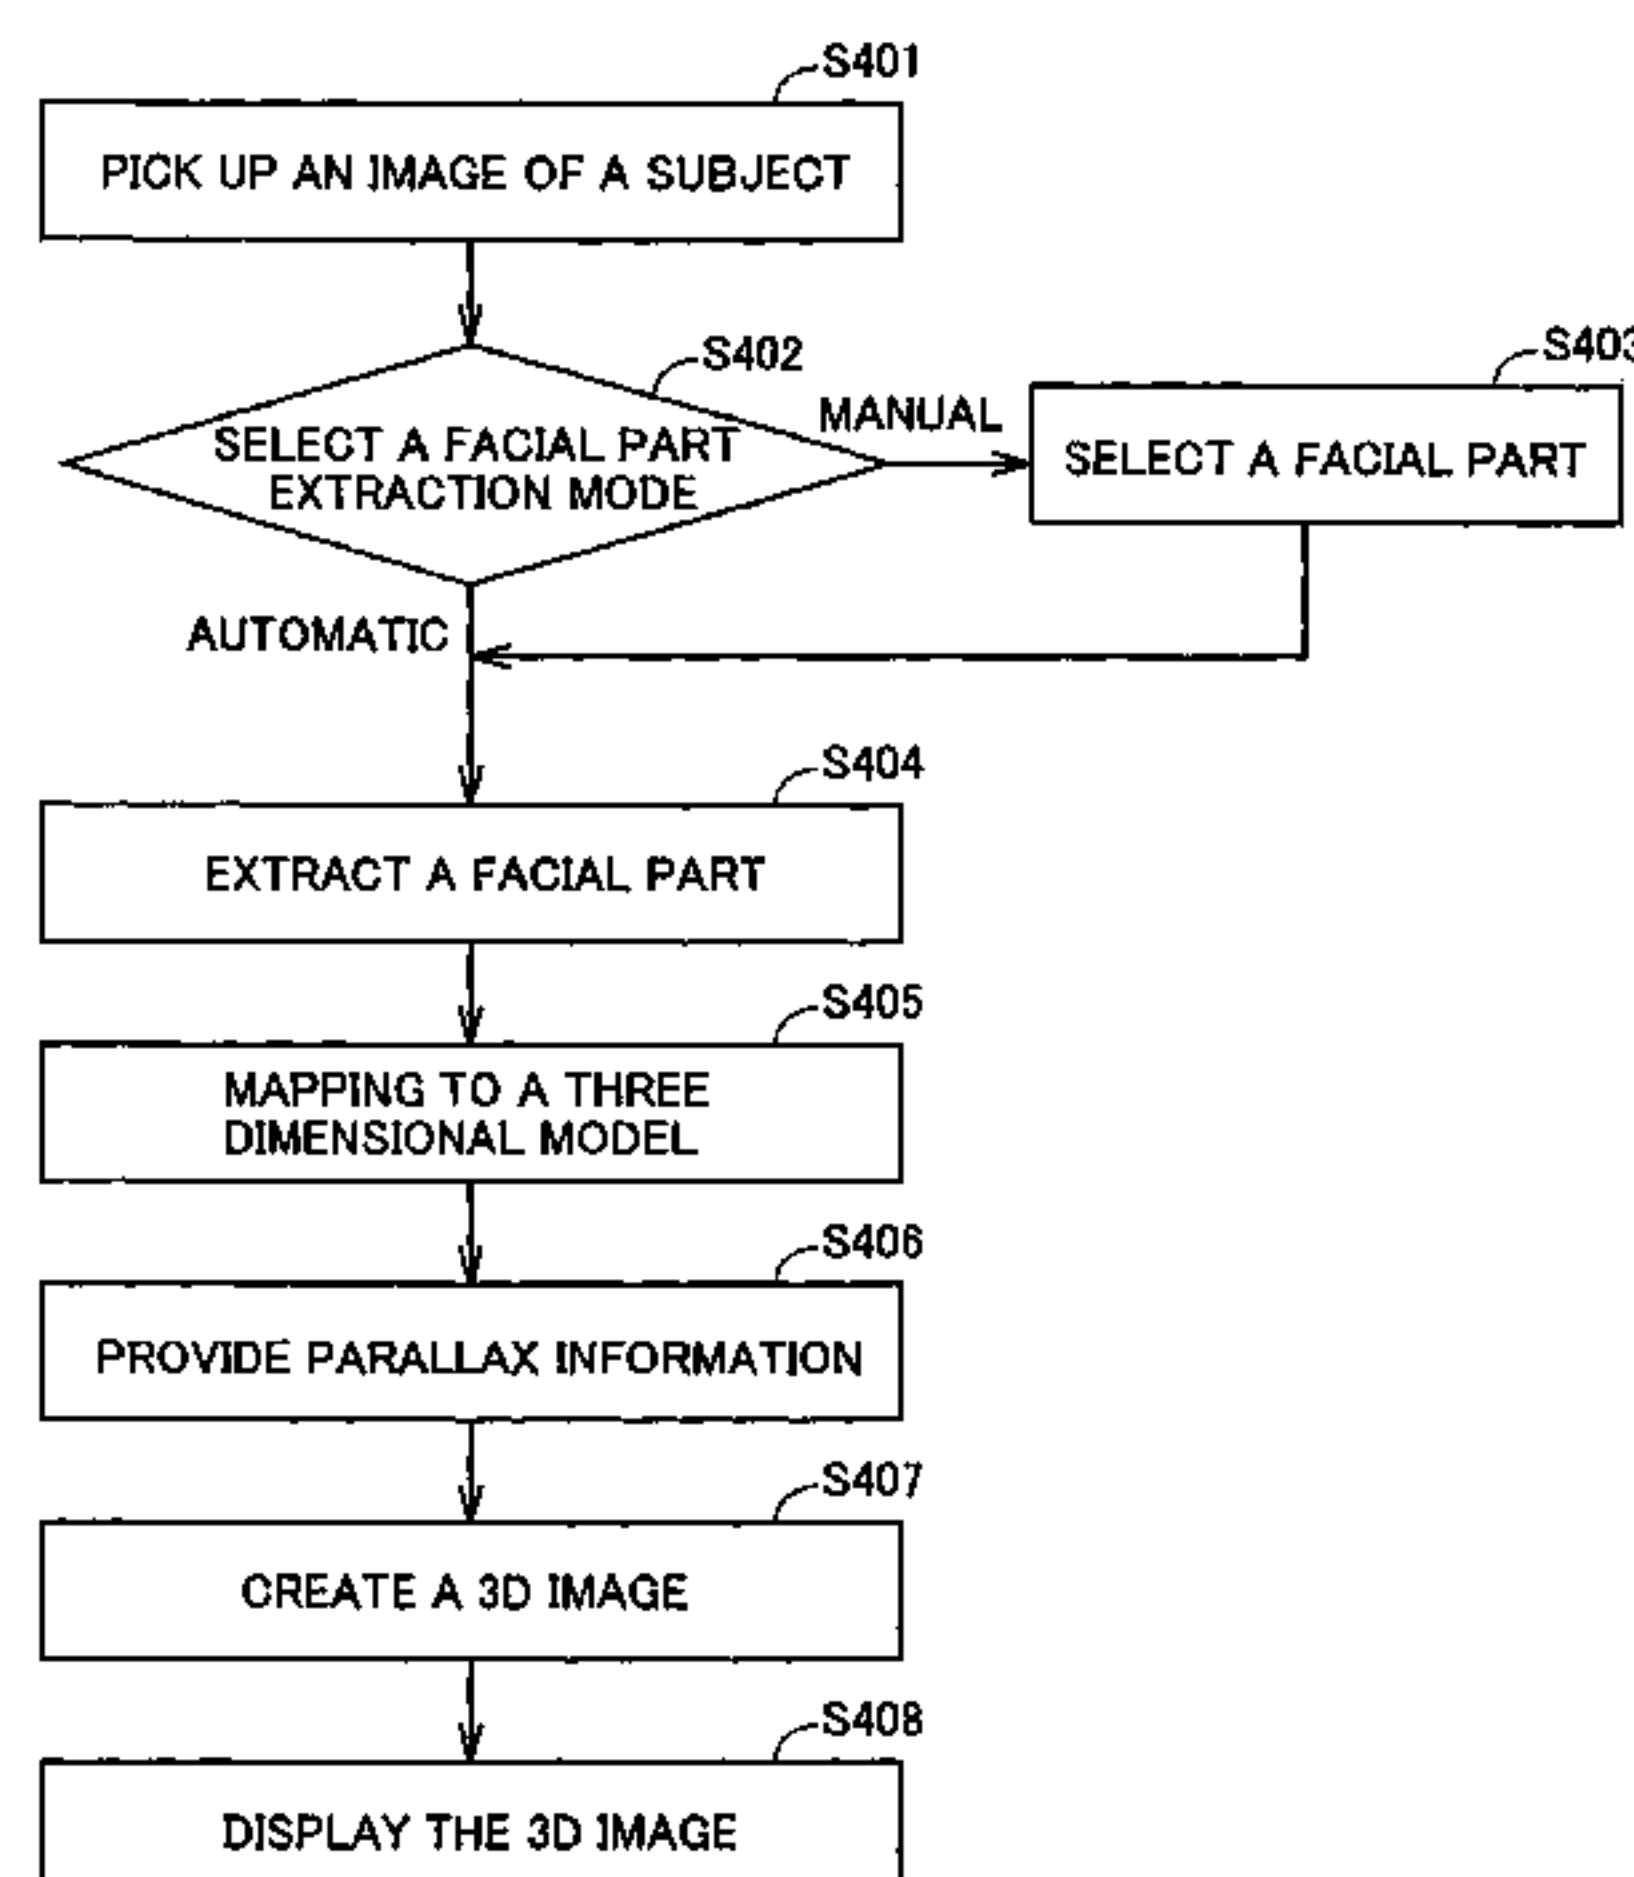 S401
PICK UP AN IMAGE OF A SUBJECT
S402
SELECT A FACIAL PART
EXTRACTION MODE
MANUAL
S403
SELECT A FACIAL PART
AUTOMATIC
S404
EXTRACT A FACIAL PART
S405
MAPPING TO A THREE
DIMENSIONAL MODEL
S406
PROVIDE PARALLAX INFORMATION
S407
CREATE A 3D IMAGE
S408
DISPLAY THE 3D IMAGE